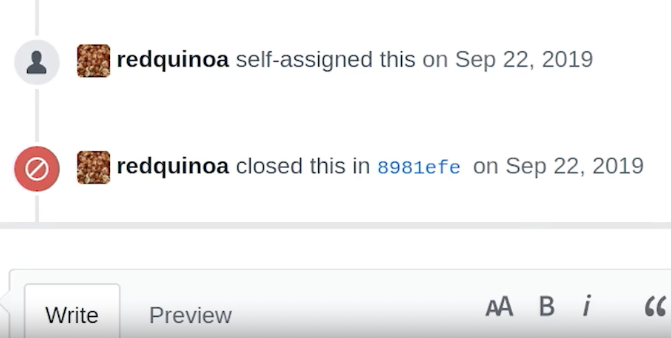 redquinoa self-assigned this on Sep 22, 2019
redquinoa closed this in 8981efe on Sep 22, 2019
Write Preview AA B i “